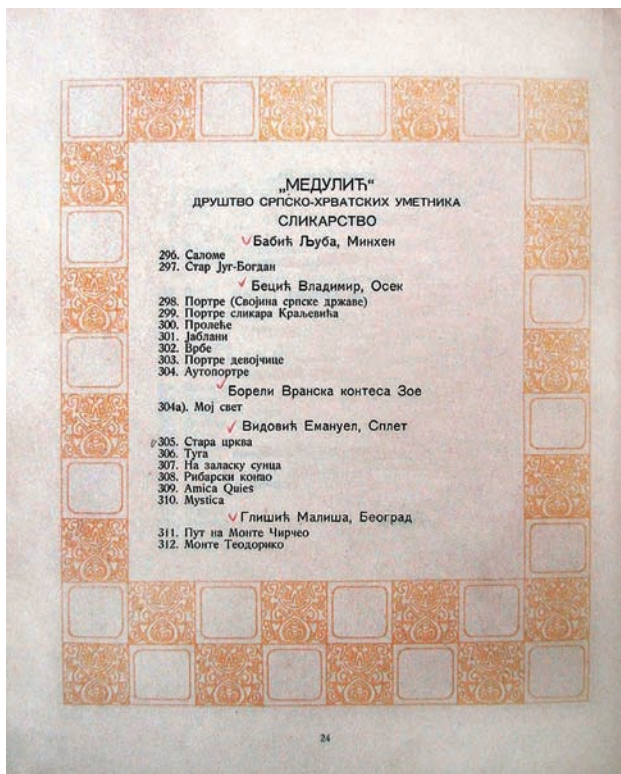 „МЕДУЛИЋ“
ДРУШТВО СРПСКО-ХРВАТСКИХ УМЕТНИКА
СЛИКАРСТВО
Бабић Љуба, Минхен
296. Саломе
297. Стар Југ-Богдан
Бецић Владимир, Осек
298. Портре (Својина српске државе)
299. Портре сликара Краљевића
300. Пролеће
301. Јаблани
302. Врбе
303. Портре девојчице
304. Аутопортре
Борели Вранска контеса Зое
304а). Мој свет
Видовић Емануел, Сплет
305. Стара црква
306. Туга
307. На заласку сунца
308. Рибарски конао
309. Amica Quies
310. Mystica
Глишић Малиша, Београд
311. Пут на Монте Чирчео
312. Монте Теодорико
24